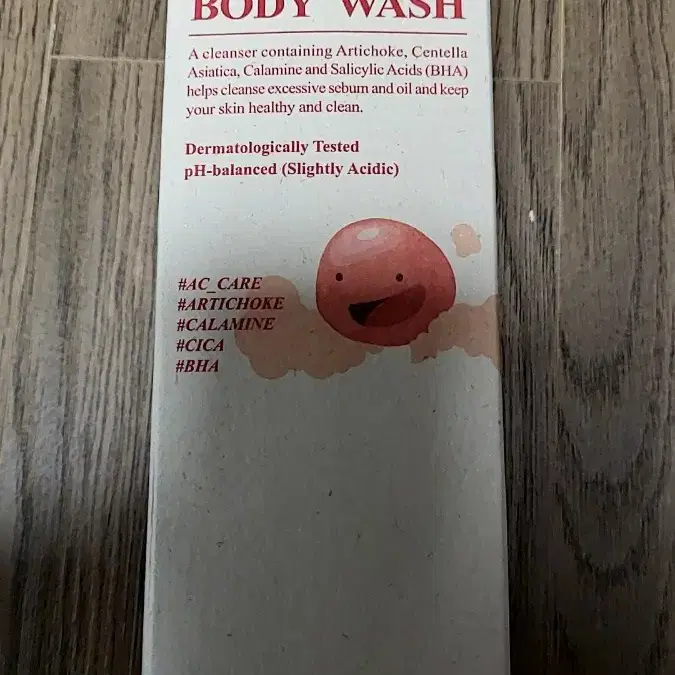 BODY WASH
A cleanser containing Artichoke, Centella
Asiatica, Calamine and Salicylic Acids (BHA)
helps cleanse excessive sebum and oil and keep
your skin healthy and clean.
Dermatologically Tested
pH-balanced (Slightly Acidic)
#AC_CARE
#ARTICHOKE
#CALAMINE
#CICA
#BHA